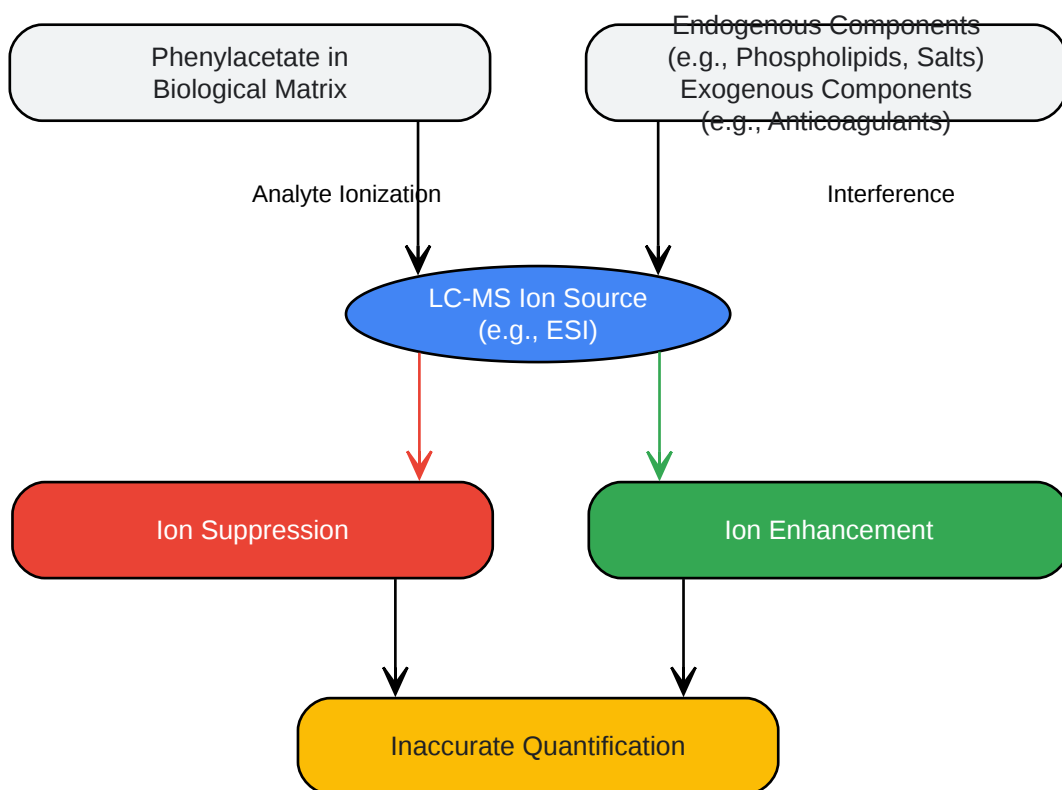 Phenylacetate in
Biological Matrix
Endogenous Components
(e.g., Phospholipids, Salts)
Exogenous Components
(e.g., Anticoagulants)
Analyte Ionization
Interference
LC-MS Ion Source
(e.g., ESI)
Ion Suppression
Ion Enhancement
Inaccurate Quantification